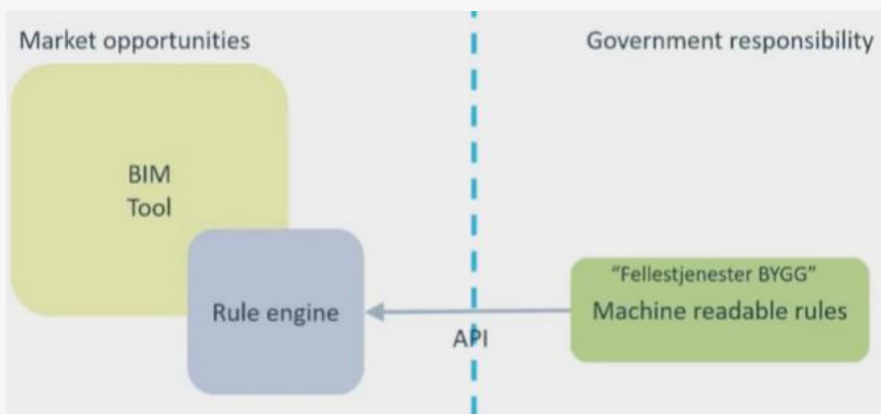 Market opportunities
Government responsibility
BIM
Tool
Rule engine
API
"Fellestjenester BYGG"
Machine readable rules